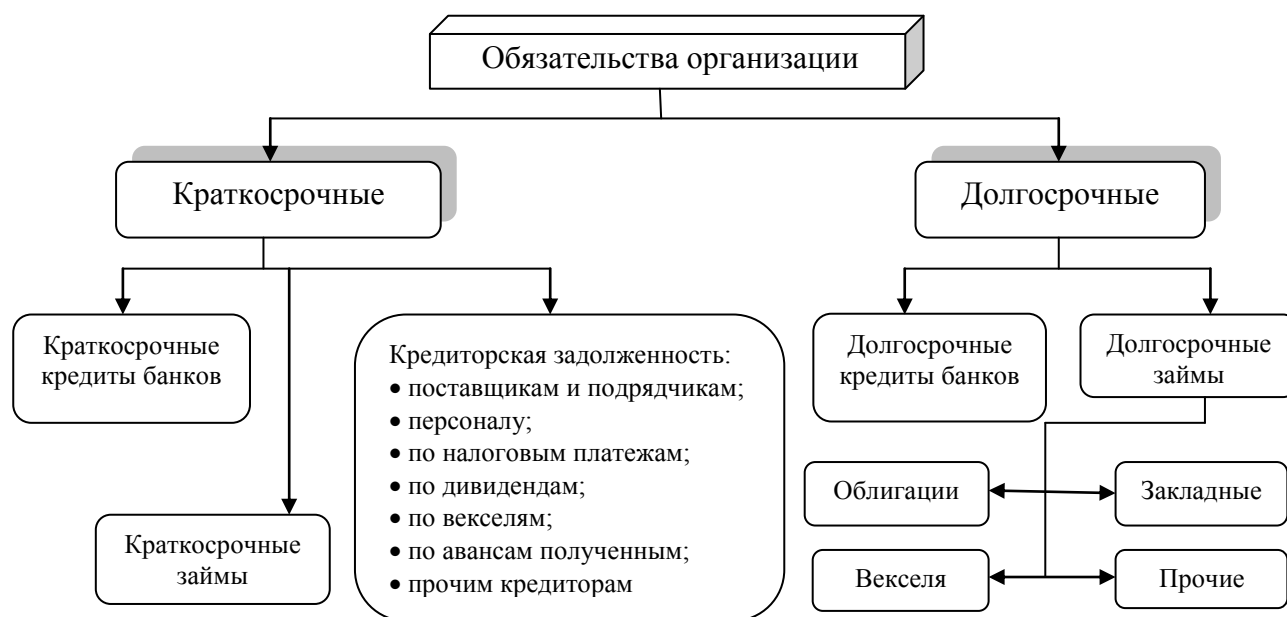 Обязательства организации
Краткосрочные
Долгосрочные
Краткосрочные
кредиты банков
Краткосрочные
займы
Кредиторская задолженность:
• поставщикам и подрядчикам;
• персоналу;
• по налоговым платежам;
• по дивидендам;
• по векселям;
• по авансам полученным;
• прочим кредиторам
Долгосрочные
кредиты банков
Долгосрочные
займы
Облигации
Закладные
Векселя
Прочие